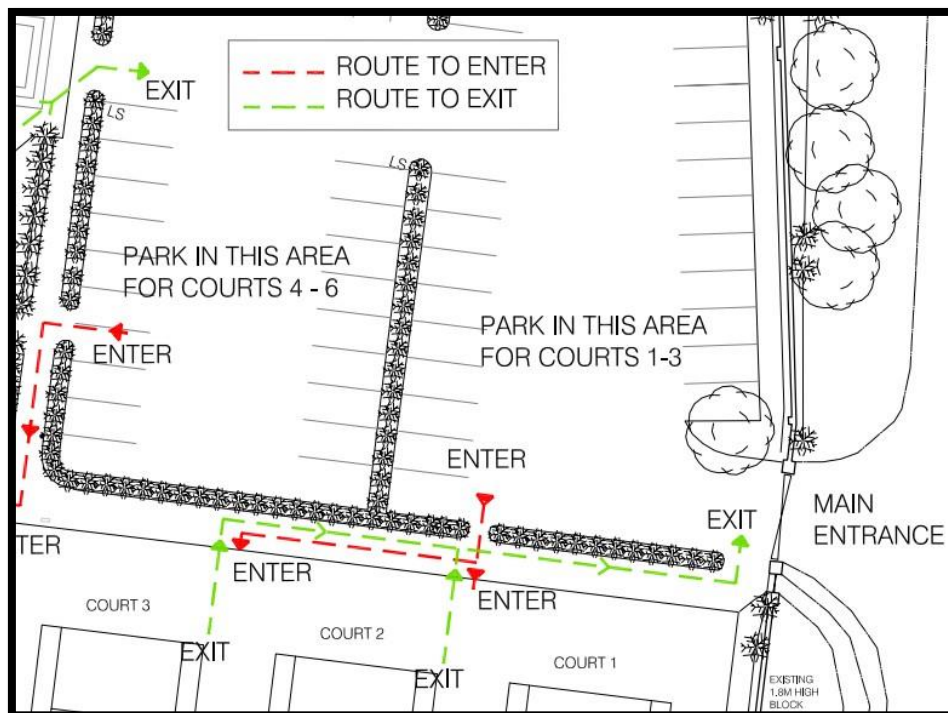 ROUTE TO ENTER
ROUTE TO EXIT
EXIT
LS
LS
PARK IN THIS AREA
FOR COURTS 4 - 6
PARK IN THIS AREA
FOR COURTS 1-3
ENTER
ENTER
MAIN
ENTRANCE
EXIT
TER
ENTER
ENTER
COURT 3
COURT 2
COURT 1
EXIT
EXIT
EXISTING
1.8M HIGH
BLOCK